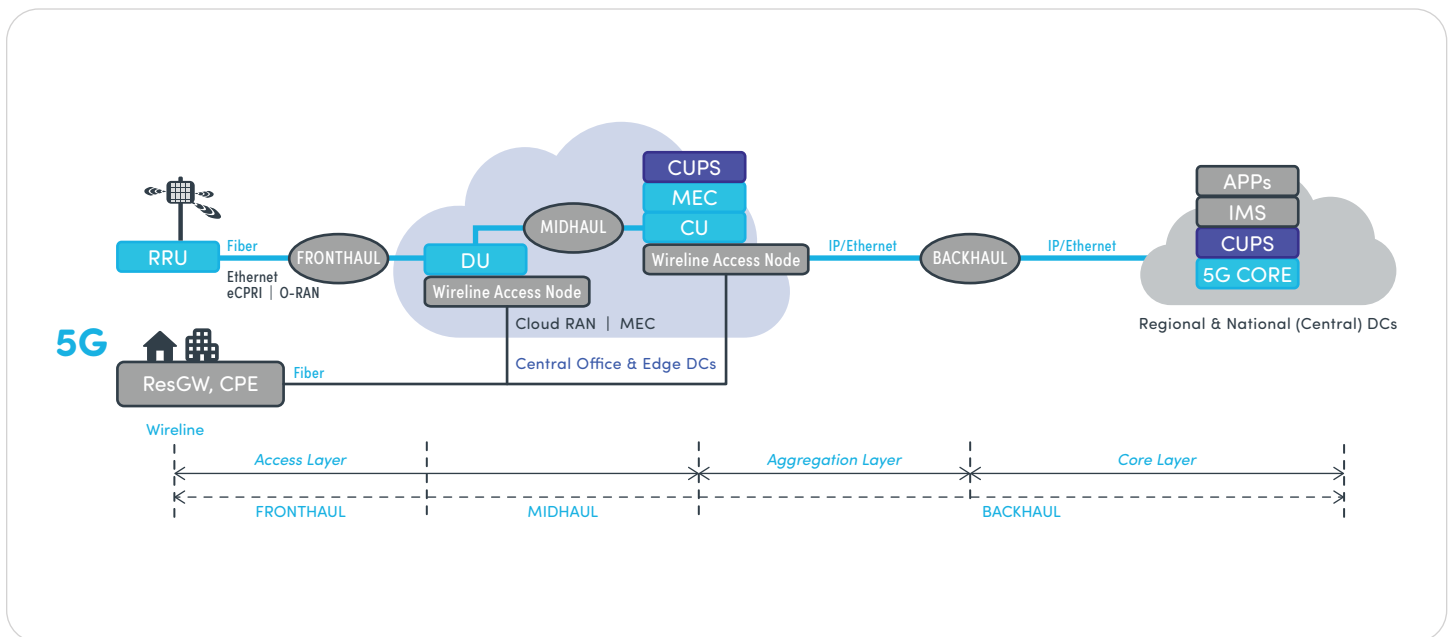 CUPS
MEC
CU
Wireline Access Node
MIDHAUL
RRU
Fiber
Ethernet
eCPRI | O-RAN
FRONTHAUL
DU
Wireline Access Node
Cloud RAN | MEC
Central Office & Edge DCs
IP/Ethernet
BACKHAUL
IP/Ethernet
APPs
IMS
CUPS
5G CORE
Regional & National (Central) DCs
5G
ResGW, CPE
Fiber
Wireline
Access Layer
Aggregation Layer
Core Layer
FRONTHAUL
MIDHAUL
BACKHAUL